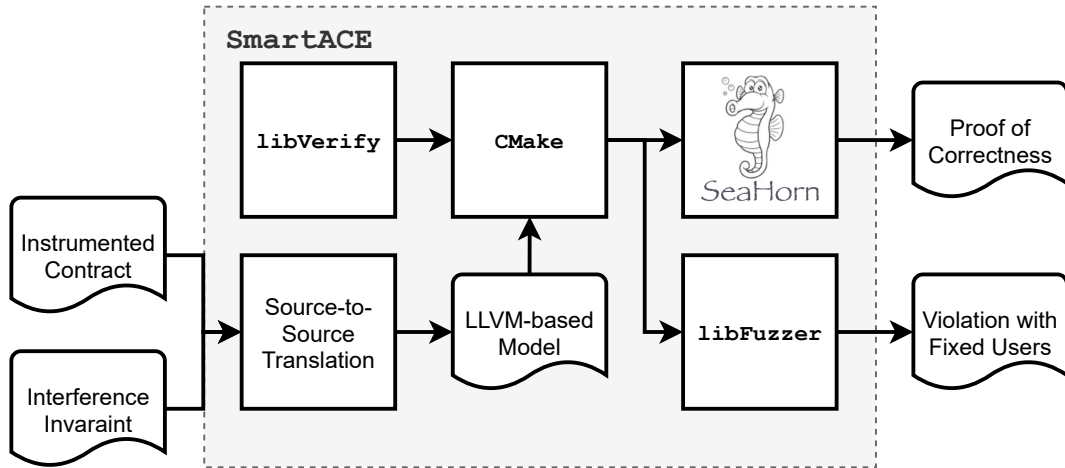 SmartACE
libVerify
CMake
SeaHorn
Proof of
Correctness
Instrumented
Contract
Source-to-
Source
Translation
LLVM-based
Model
libFuzzer
Violation with
Fixed Users
Interference
Invaraint